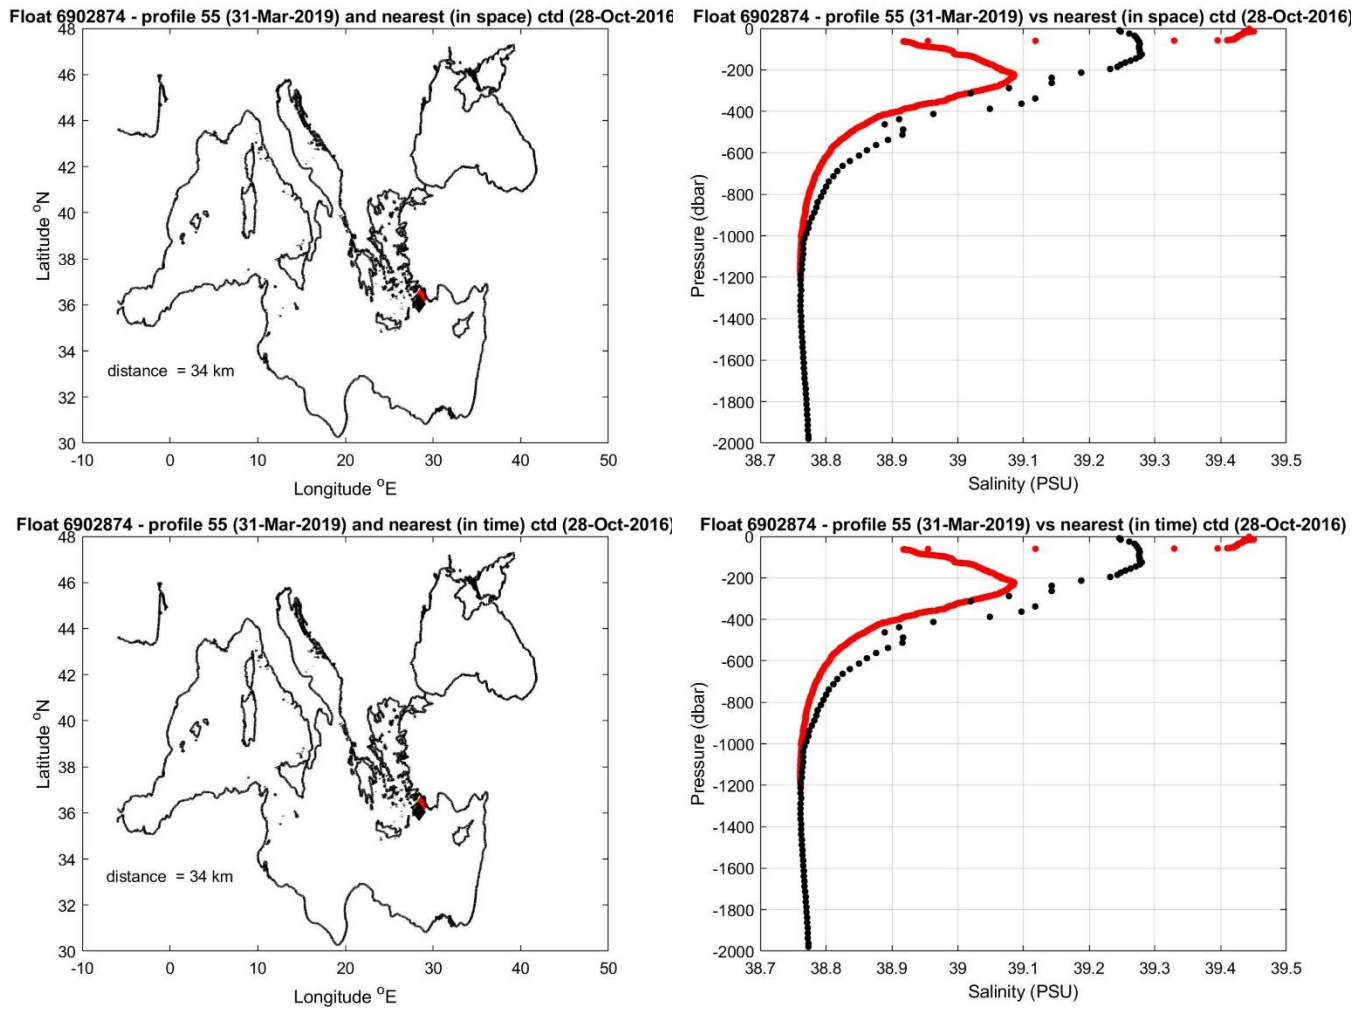 Float 6902874 - profile 55 (31-Mar-2019) and nearest (in space) ctd (28-Oct-2016
48
46
44
42
40
38
36
34
32
30
Latitude °N
distance = 34 km
-10 0 10 20 30 40 50
Longitude °E
Float 6902874 - profile 55 (31-Mar-2019) vs nearest (in space) ctd (28-Oct-2016)
0
-200
-400
-600
-800
-1000
-1200
-1400
-1600
-1800
-2000
Pressure (dbar)
38.7 38.8 38.9 39 39.1 39.2 39.3 39.4 39.5
Salinity (PSU)
Float 6902874 - profile 55 (31-Mar-2019) and nearest (in time) ctd (28-Oct-2016)
48
46
44
42
40
38
36
34
32
30
Latitude °N
distance = 34 km
-10 0 10 20 30 40 50
Longitude °E
Float 6902874 - profile 55 (31-Mar-2019) vs nearest (in time) ctd (28-Oct-2016)
0
-200
-400
-600
-800
-1000
-1200
-1400
-1600
-1800
-2000
Pressure (dbar)
38.7 38.8 38.9 39 39.1 39.2 39.3 39.4 39.5
Salinity (PSU)